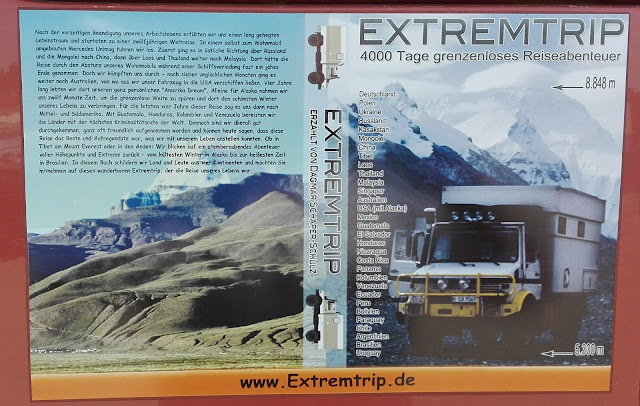 Nach der vorzeitigen Beendigung unseres Arbeitslebens erfüllten wir uns einen lang gehegten
Lebenstraum und starteten zu einer zwölfjährigen Weltreise. In einem selbst zum Wohnmobil
umgebauten Mercedes Unimog fuhren wir los. Zuerst ging es in östliche Richtung über Russland
und die Mongolei nach China, dann über Laos und Thailand weiter nach Malaysia. Dort hätte die
Reise durch den Absturz unseres Wohnmobils während einer Schiffsverladung fast ein jähes
Ende genommen. Doch wir kämpften uns durch - nach sieben unglücklichen Monaten ging es
weiter nach Australien, von wo aus wir unser Fahrzeug in die USA verschiffen ließen. Vier Jahre
lang lebten wir dort unseren ganz persönlichen "Amerika Dream". Alleine für Alaska nahmen wir
uns zwölf Monate Zeit, um die grenzenlose Weite zu spüren und dort den schönsten Winter
unseres Lebens zu verbringen. Für die letzten vier Jahre dieser Reise zog es uns dann nach
Mittel- und Südamerika. Mit Guatemala, Honduras, Kolumbien und Venezuela bereisten wir
die Länder mit der höchsten Kriminalitätsrate der Welt. Dennoch sind wir überall gut
durchgekommen, ganz oft freundlich aufgenommen worden und können heute sagen, dass diese
Reise das Beste und Aufregendste war, was wir mit unserem Leben anstellen konnten. Ob in
Tibet am Mount Everest oder in den Anden: Wir blicken auf ein atemberaubendes Abenteuer
voller Höhepunkte und Extreme zurück - vom kältesten Winter in Alaska bis zur heißesten Zeit
in Brasilien. In diesem Buch schildern wir Land und Leute aus vier Kontinenten und möchten Sie
mitnehmen auf diesen wunderbaren Extremtrip, der die Reise unseres Lebens war.
EXTREMTRIP
ERZÄHLT VON DAGMAR SCHÄPER SCHULZ
EXTREMTRIP
4000 Tage grenzenloses Reiseabenteuer
8.848 m
Deutschland
Polen
Ukraine
Russland
Kasakstan
Mongolei
China
Tibet
Laos
Thailand
Malaysia
Singapur
Australien
USA (mit Alaska)
Mexico
Guatemala
El Salvador
Honduras
Nicaragua
Costa Rica
Panama
Kolumbien
Venezuela
Ecuador
Peru
Bolivien
Paraguay
Chile
Argentinien
Brasilien
Uruguay
5.200 m
www.Extremtrip.de